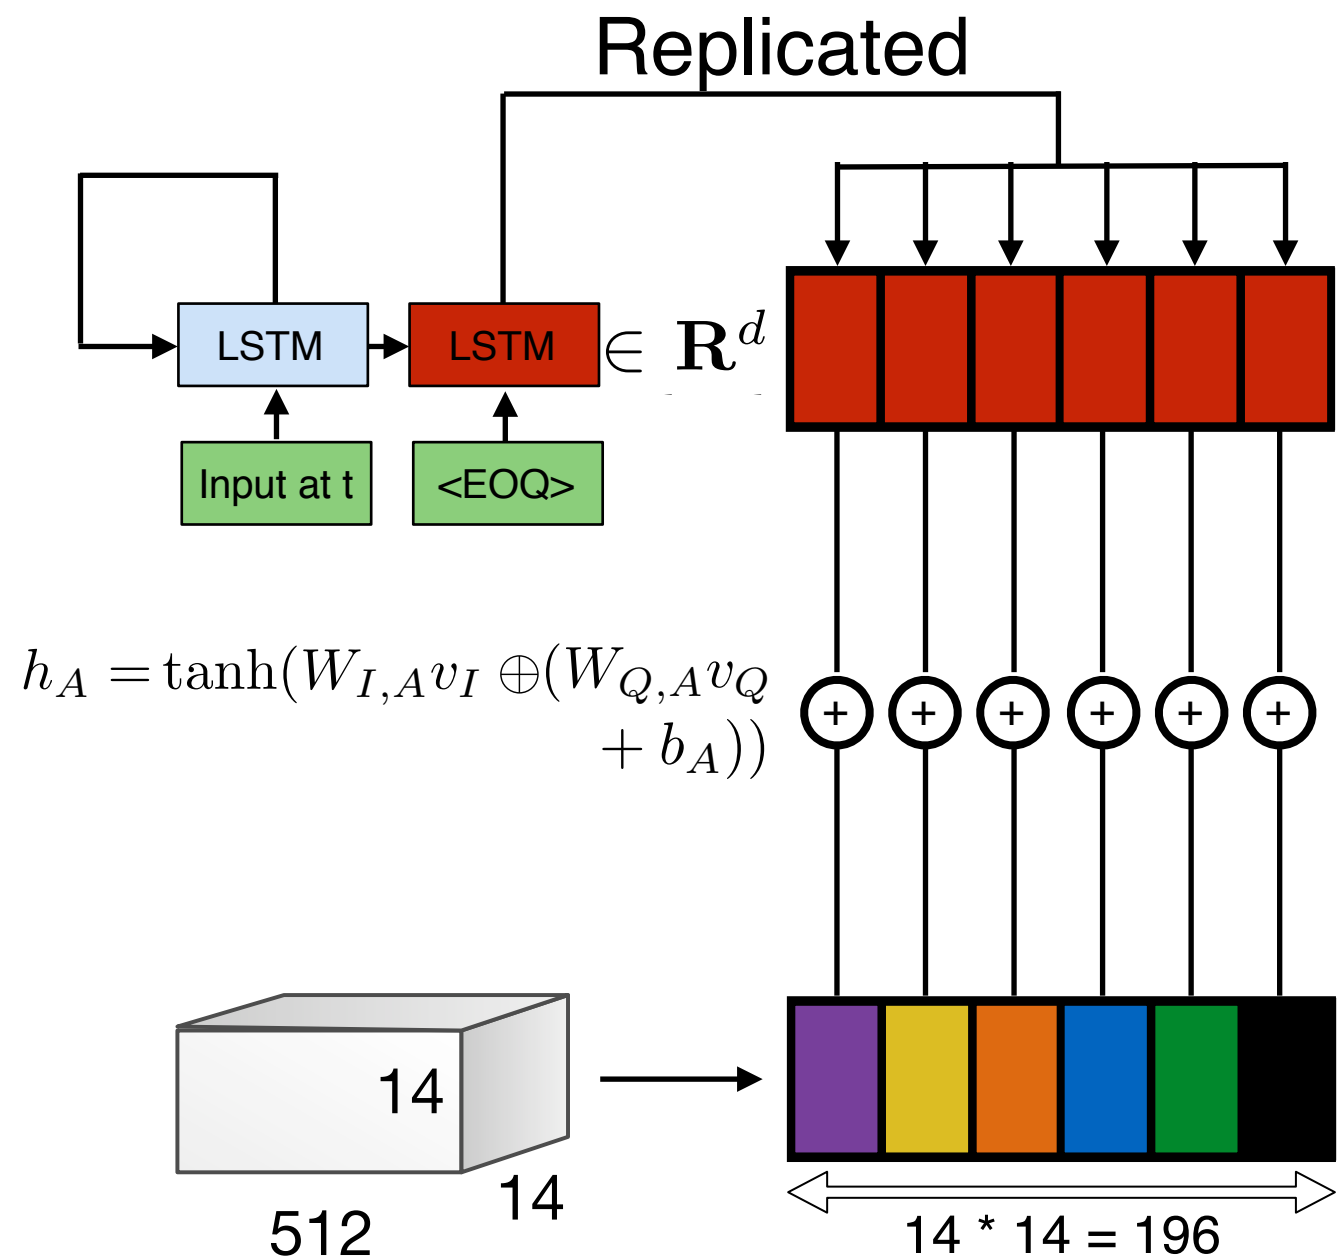 Replicated
LSTM
LSTM
∈ R^d
Input at t
<EOQ>
h_A = tanh(W_{I,A}v_I ⊕(W_{Q,A}v_Q
+ b_A))
+ + + + + +
14
14
512
14 * 14 = 196